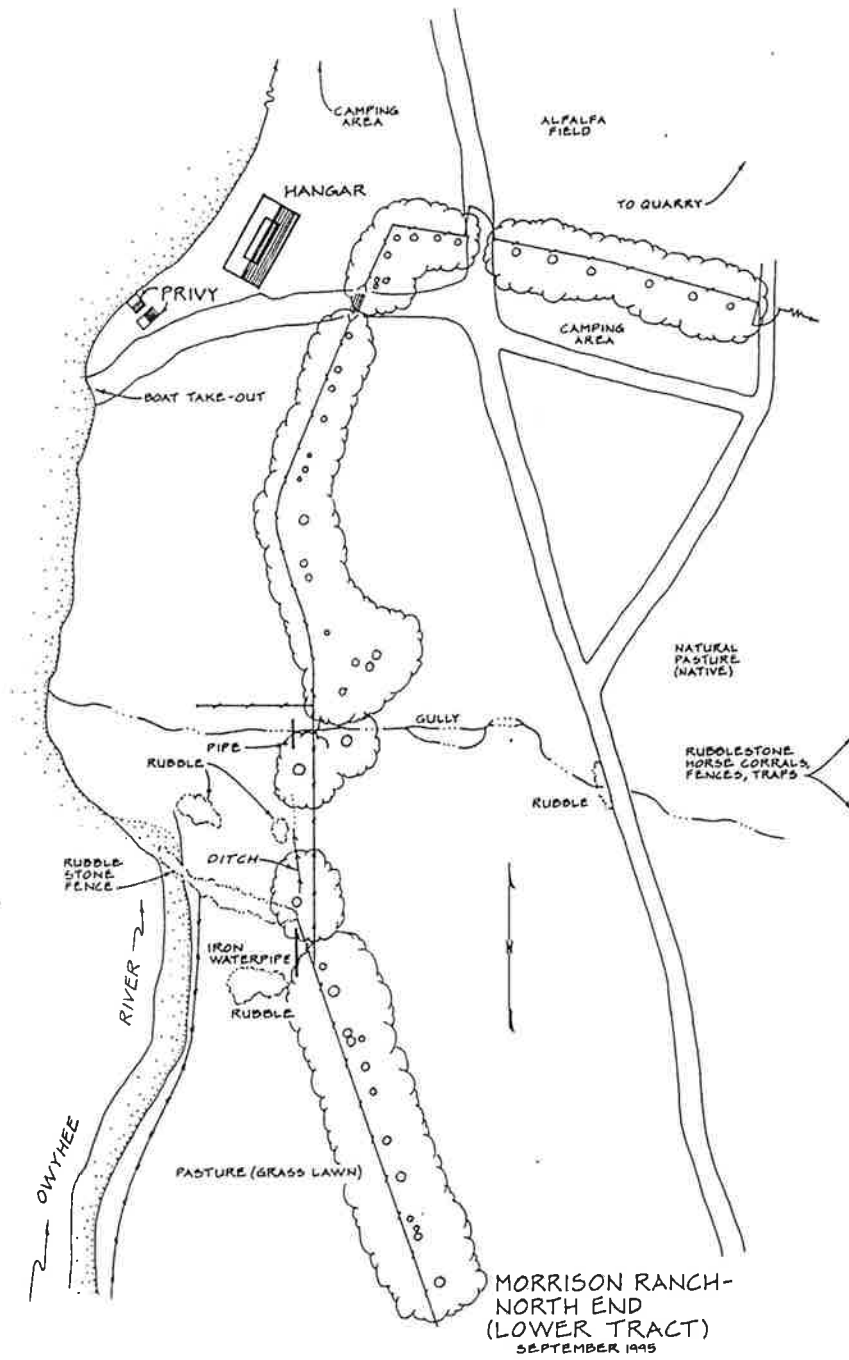 CAMPING
AREA
ALFALFA
FIELD
HANGAR
TO QUARRY
PRIVY
CAMPING
AREA
BOAT TAKE-OUT
NATURAL
PASTURE
(NATIVE)
GULLY
PIPE
RUBBLE
RUBBLESTONE
HORSE CORRALS,
FENCES, TRAPS
RUBBLE
DITCH
RUBBLE
STONE
FENCE
IRON
WATERPIPE
RUBBLE
RIVER
OWYHEE
N
PASTURE (GRASS LAWN)
MORRISON RANCH-
NORTH END
(LOWER TRACT)
SEPTEMBER 1995